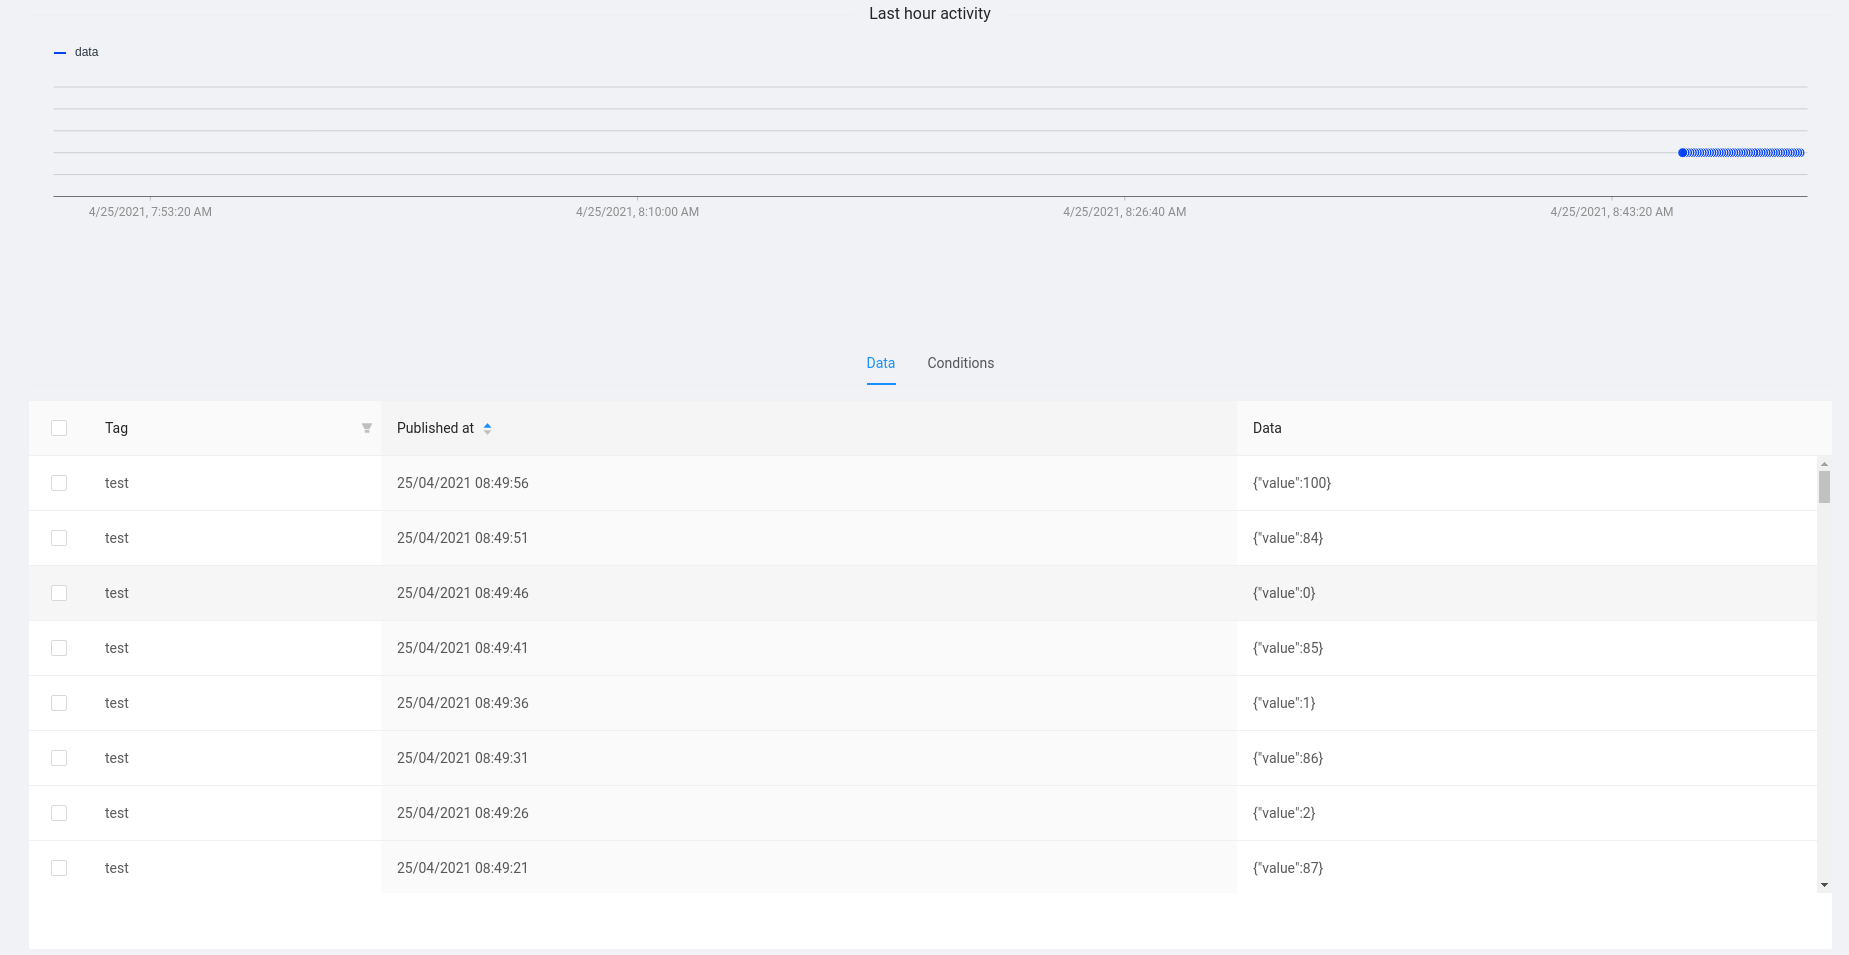 Last hour activity
data
4/25/2021, 7:53:20 AM 4/25/2021, 8:10:00 AM 4/25/2021, 8:26:40 AM 4/25/2021, 8:43:20 AM
Data Conditions
Tag Published at Data
test 25/04/2021 08:49:56 {"value":100}
test 25/04/2021 08:49:51 {"value":84}
test 25/04/2021 08:49:46 {"value":0}
test 25/04/2021 08:49:41 {"value":85}
test 25/04/2021 08:49:36 {"value":1}
test 25/04/2021 08:49:31 {"value":86}
test 25/04/2021 08:49:26 {"value":2}
test 25/04/2021 08:49:21 {"value":87}